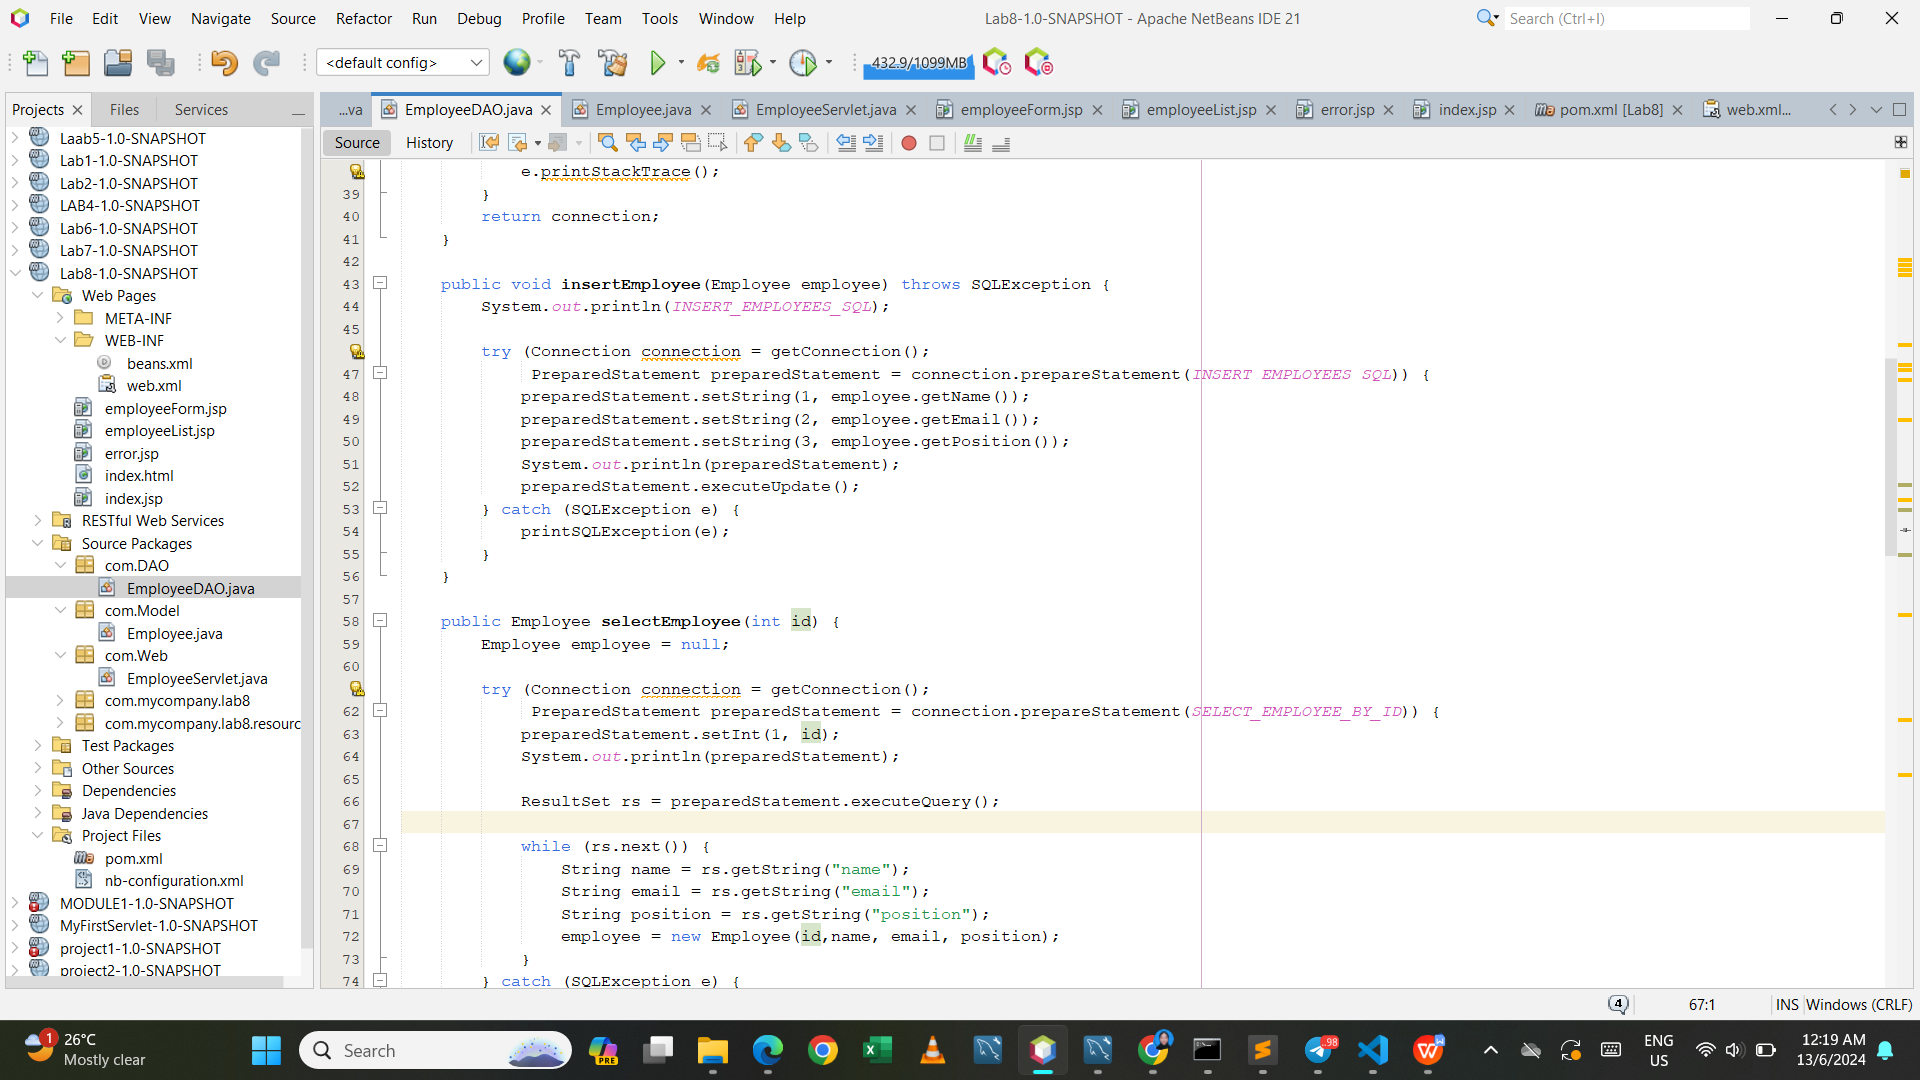 File Edit View Navigate Source Refactor Run Debug Profile Team Tools Window Help
Lab8-1.0-SNAPSHOT - Apache NetBeans IDE 21
Search (Ctrl+I)
<default config>
432.9/1099MB
Projects Files Services
...va EmployeeDAO.java Employee.java EmployeeServlet.java employeeForm.jsp employeeList.jsp error.jsp index.jsp pom.xml [Lab8] web.xml...
Source History
Laab5-1.0-SNAPSHOT
Lab1-1.0-SNAPSHOT
Lab2-1.0-SNAPSHOT
LAB4-1.0-SNAPSHOT
Lab6-1.0-SNAPSHOT
Lab7-1.0-SNAPSHOT
Lab8-1.0-SNAPSHOT
Web Pages
META-INF
WEB-INF
beans.xml
web.xml
employeeForm.jsp
employeeList.jsp
error.jsp
index.html
index.jsp
RESTful Web Services
Source Packages
com.DAO
EmployeeDAO.java
com.Model
Employee.java
com.Web
EmployeeServlet.java
com.mycompany.lab8
com.mycompany.lab8.resourc
Test Packages
Other Sources
Dependencies
Java Dependencies
Project Files
pom.xml
nb-configuration.xml
MODULE1-1.0-SNAPSHOT
MyFirstServlet-1.0-SNAPSHOT
project1-1.0-SNAPSHOT
project2-1.0-SNAPSHOT
e.printStackTrace();
39 }
40 return connection;
41 }
42
43 public void insertEmployee(Employee employee) throws SQLException {
44 System.out.println(INSERT_EMPLOYEES_SQL);
45
try (Connection connection = getConnection();
47 PreparedStatement preparedStatement = connection.prepareStatement(INSERT_EMPLOYEES_SQL)) {
48 preparedStatement.setString(1, employee.getName());
49 preparedStatement.setString(2, employee.getEmail());
50 preparedStatement.setString(3, employee.getPosition());
51 System.out.println(preparedStatement);
52 preparedStatement.executeUpdate();
53 } catch (SQLException e) {
54 printSQLException(e);
55 }
56 }
57
58 public Employee selectEmployee(int id) {
59 Employee employee = null;
60
try (Connection connection = getConnection();
62 PreparedStatement preparedStatement = connection.prepareStatement(SELECT_EMPLOYEE_BY_ID)) {
63 preparedStatement.setInt(1, id);
64 System.out.println(preparedStatement);
65
66 ResultSet rs = preparedStatement.executeQuery();
67
68 while (rs.next()) {
69 String name = rs.getString("name");
70 String email = rs.getString("email");
71 String position = rs.getString("position");
72 employee = new Employee(id,name, email, position);
73 }
74 } catch (SQLException e) {
4 67:1 INS Windows (CRLF)
1 26°C
Mostly clear
Search
PRE
98
ENG
US
12:19 AM
13/6/2024